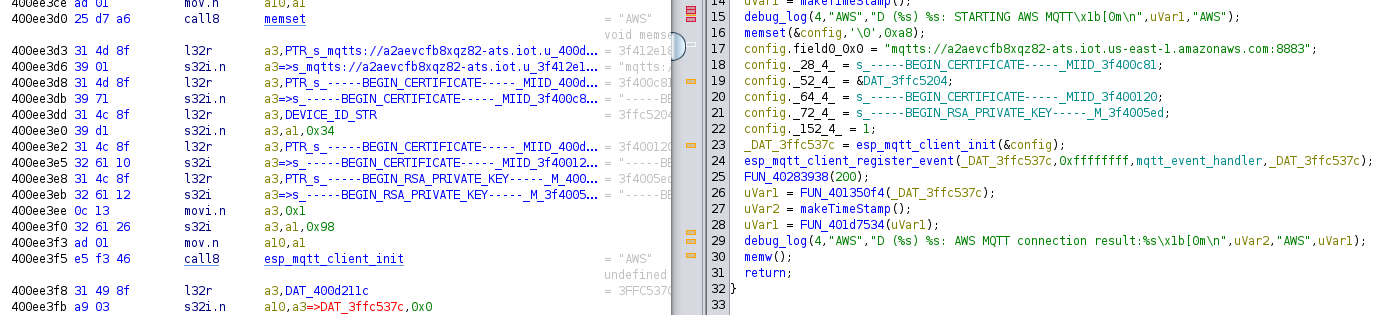 400ee3ce ad 01 mov.n a10,a1
400ee3d0 25 d7 a6 call8 memset = "AWS"
void memse
400ee3d3 31 4d 8f l32r a3,PTR_s_mqtts://a2aevcfb8xqz82-ats.iot.u_400d... = 3f412e18
400ee3d6 39 01 s32i.n a3=>s_mqtts://a2aevcfb8xqz82-ats.iot.u_3f412e1... = "mqtts:/
400ee3d8 31 4d 8f l32r a3,PTR_s_-----BEGIN_CERTIFICATE-----_MIID_400d... = 3f400c81
400ee3db 39 71 s32i.n a3=>s_-----BEGIN_CERTIFICATE-----_MIID_3f400c8... = "-----BE
400ee3dd 31 4c 8f l32r a3,DEVICE_ID_STR = 3ffc5204
400ee3e0 39 d1 s32i.n a3,a1,0x34
400ee3e2 31 4c 8f l32r a3,PTR_s_-----BEGIN_CERTIFICATE-----_MIID_400d... = 3f400120
400ee3e5 32 61 10 s32i a3=>s_-----BEGIN_CERTIFICATE-----_MIID_3f40012... = "-----BE
400ee3e8 31 4c 8f l32r a3,PTR_s_-----BEGIN_RSA_PRIVATE_KEY-----_M_400... = 3f4005ed
400ee3eb 32 61 12 s32i a3=>s_-----BEGIN_RSA_PRIVATE_KEY-----_M_3f4005... = "-----BE
400ee3ee 0c 13 movi.n a3,0x1
400ee3f0 32 61 26 s32i a3,a1,0x98
400ee3f3 ad 01 mov.n a10,a1
400ee3f5 e5 f3 46 call8 esp_mqtt_client_init = "AWS"
undefined
400ee3f8 31 49 8f l32r a3,DAT_400d211c = 3FFC537C
400ee3fb a9 03 s32i.n a10,a3=>DAT_3ffc537c,0x0
14 uVar1 = makeTimeStamp();
15 debug_log(4,"AWS","D (%s) %s: STARTING AWS MQTT\x1b[0m\n",uVar1,"AWS");
16 memset(&config,'\0',0xa8);
17 config.field0_0x0 = "mqtts://a2aevcfb8xqz82-ats.iot.us-east-1.amazonaws.com:8883";
18 config._28_4_ = s_-----BEGIN_CERTIFICATE-----_MIID_3f400c81;
19 config._52_4_ = &DAT_3ffc5204;
20 config._64_4_ = s_-----BEGIN_CERTIFICATE-----_MIID_3f400120;
21 config._72_4_ = s_-----BEGIN_RSA_PRIVATE_KEY-----_M_3f4005ed;
22 config._152_4_ = 1;
23 _DAT_3ffc537c = esp_mqtt_client_init(&config);
24 esp_mqtt_client_register_event(_DAT_3ffc537c,0xffffffff,mqtt_event_handler,_DAT_3ffc537c);
25 FUN_40283938(200);
26 uVar1 = FUN_401350f4(_DAT_3ffc537c);
27 uVar2 = makeTimeStamp();
28 uVar1 = FUN_401d7534(uVar1);
29 debug_log(4,"AWS","D (%s) %s: AWS MQTT connection result:%s\x1b[0m\n",uVar2,"AWS",uVar1);
30 memw();
31 return;
32 }
33